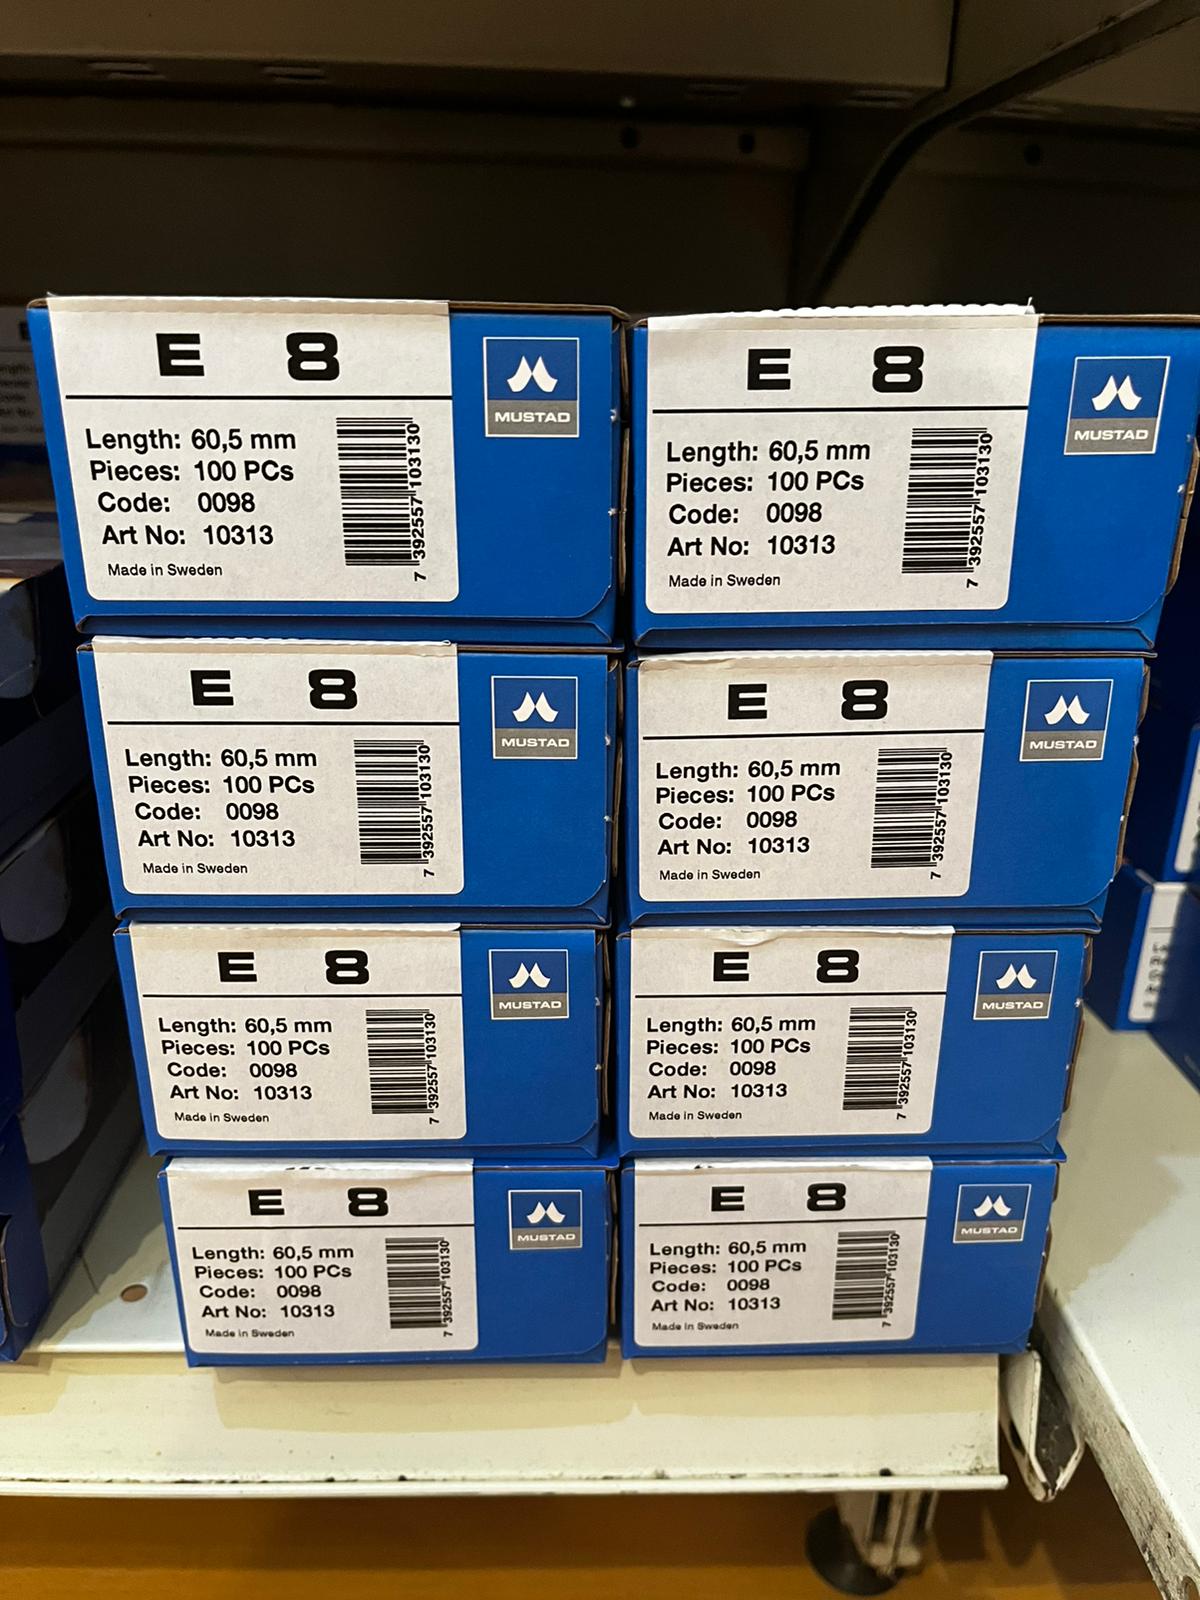 E 8
MUSTAD
Length: 60,5 mm
Pieces: 100 PCs
Code: 0098
Art No: 10313
Made in Sweden
7 392557 103130
E 8
MUSTAD
Length: 60,5 mm
Pieces: 100 PCs
Code: 0098
Art No: 10313
Made in Sweden
7 392557 103130
E 8
MUSTAD
Length: 60,5 mm
Pieces: 100 PCs
Code: 0098
Art No: 10313
Made in Sweden
7 392557 103130
E 8
MUSTAD
Length: 60,5 mm
Pieces: 100 PCs
Code: 0098
Art No: 10313
Made in Sweden
7 392557 103130
E 8
MUSTAD
Length: 60,5 mm
Pieces: 100 PCs
Code: 0098
Art No: 10313
Made in Sweden
7 392557 103130
E 8
MUSTAD
Length: 60,5 mm
Pieces: 100 PCs
Code: 0098
Art No: 10313
Made in Sweden
7 392557 103130
E 8
MUSTAD
Length: 60,5 mm
Pieces: 100 PCs
Code: 0098
Art No: 10313
Made in Sweden
7 392557 103130
E 8
MUSTAD
Length: 60,5 mm
Pieces: 100 PCs
Code: 0098
Art No: 10313
Made in Sweden
7 392557 103130